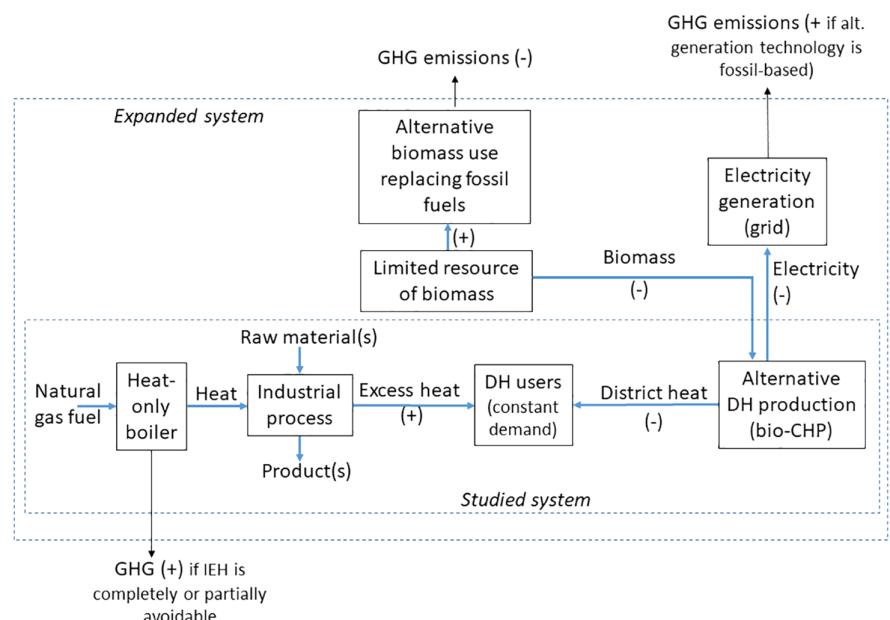 GHG emissions (+ if alt.
generation technology is
fossil-based)
GHG emissions (-)
Expanded system
Alternative
biomass use
replacing fossil
fuels
Electricity
generation
(grid)
(+)
Limited resource
of biomass
Biomass
(-)
Electricity
(-)
Raw material(s)
Natural
gas fuel
Heat-
only
boiler
Heat
Industrial
process
Excess heat
(+)
DH users
(constant
demand)
District heat
(-)
Alternative
DH production
(bio-CHP)
Product(s)
Studied system
GHG (+) if IEH is
completely or partially
avoidable